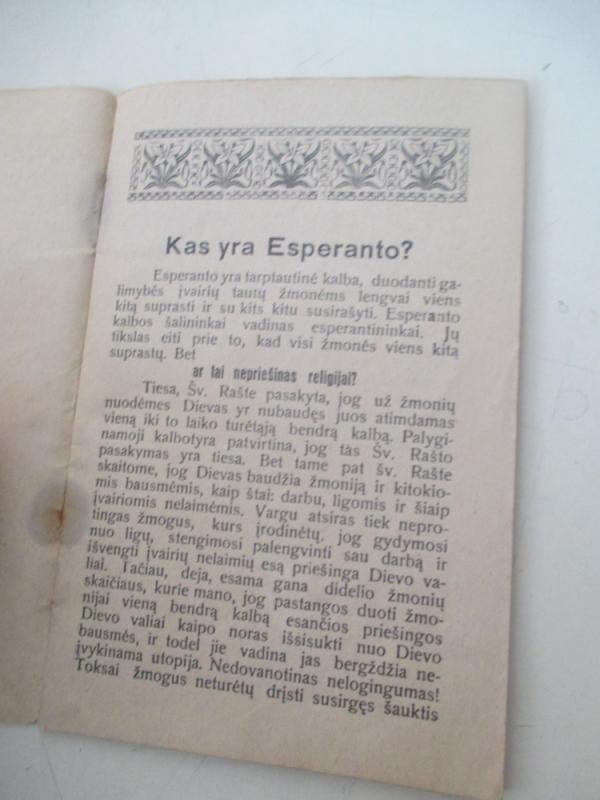 Kas yra Esperanto?
Esperanto yra tarptautinė kalba, duodanti ga-
limybės įvairių tautų žmonėms lengvai viens
kitą suprasti ir su kits kitu susirašyti. Esperanto
kalbos šalininkai vadinas esperantininkai. Jų
tikslas eiti prie to, kad visi žmonės viens kitą
suprastų. Bet
ar tai nepriešinas religijai?
Tiesa, Šv. Rašte pasakyta, jog už žmonių
nuodėmes Dievas yr nubaudęs juos atimdamas
vieną iki to laiko turėtąją bendrą kalbą. Palygi-
namoji kalbotyra patvirtina, jog tas Šv. Rašto
pasakymas yra tiesa. Bet tame pat šv. Rašte
skaitome, jog Dievas baudžia žmoniją ir kitokio-
mis bausmėmis, kaip štai: darbu, ligomis ir šiaip
įvairiomis nelaimėmis. Vargu atsiras tiek nepro-
tingas žmogus, kurs įrodinėtų, jog gydymosi
nuo ligų, stengimosi palengvinti sau darbą ir
išvengti įvairių nelaimių esą priešinga Dievo va-
liai. Tačiau, deja, esama gana didelio žmonių
skaičiaus, kurie mano, jog pastangos duoti žmo-
nijai vieną bendrą kalbą esančios priešingos
Dievo valiai kaipo noras išsisukti nuo Dievo
bausmės, ir todel jie vadina jas bergždžia ne-
įvykinama utopija. Nedovanotinas nelogingumas!
Toksai žmogus neturėtų drįsti susirgęs šauktis